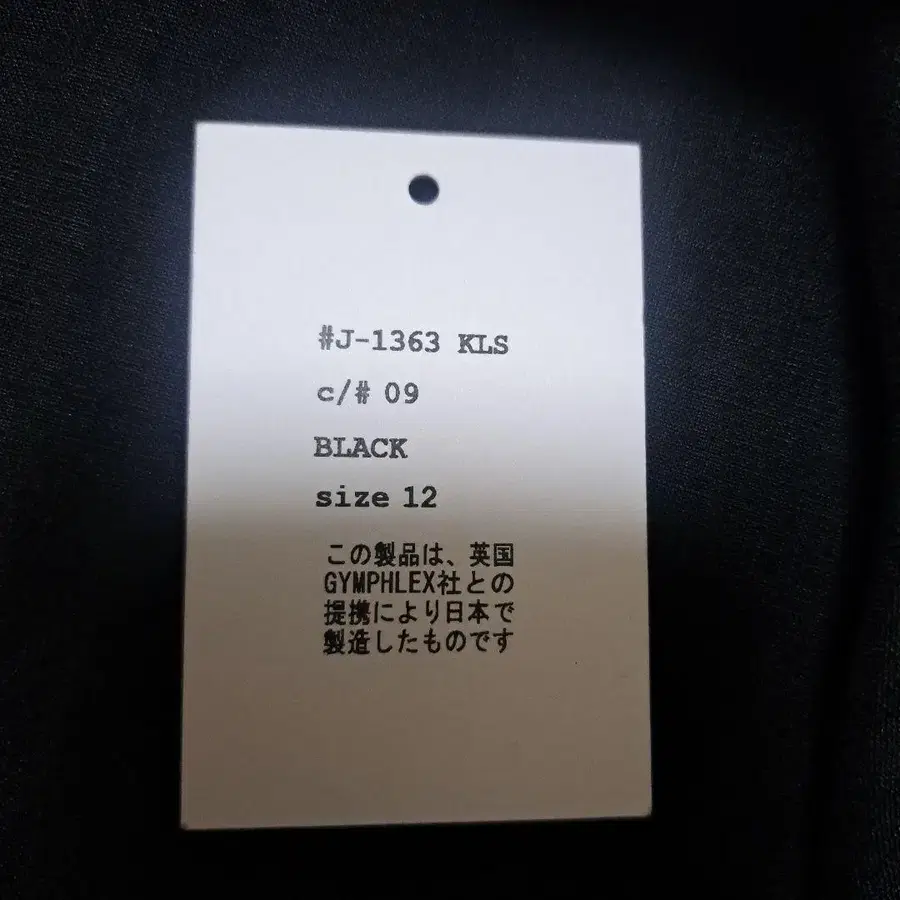 #J-1363 KLS
c/# 09
BLACK
size 12
この製品は、英国
GYMPHLEX社との
提携により日本で
製造したものです